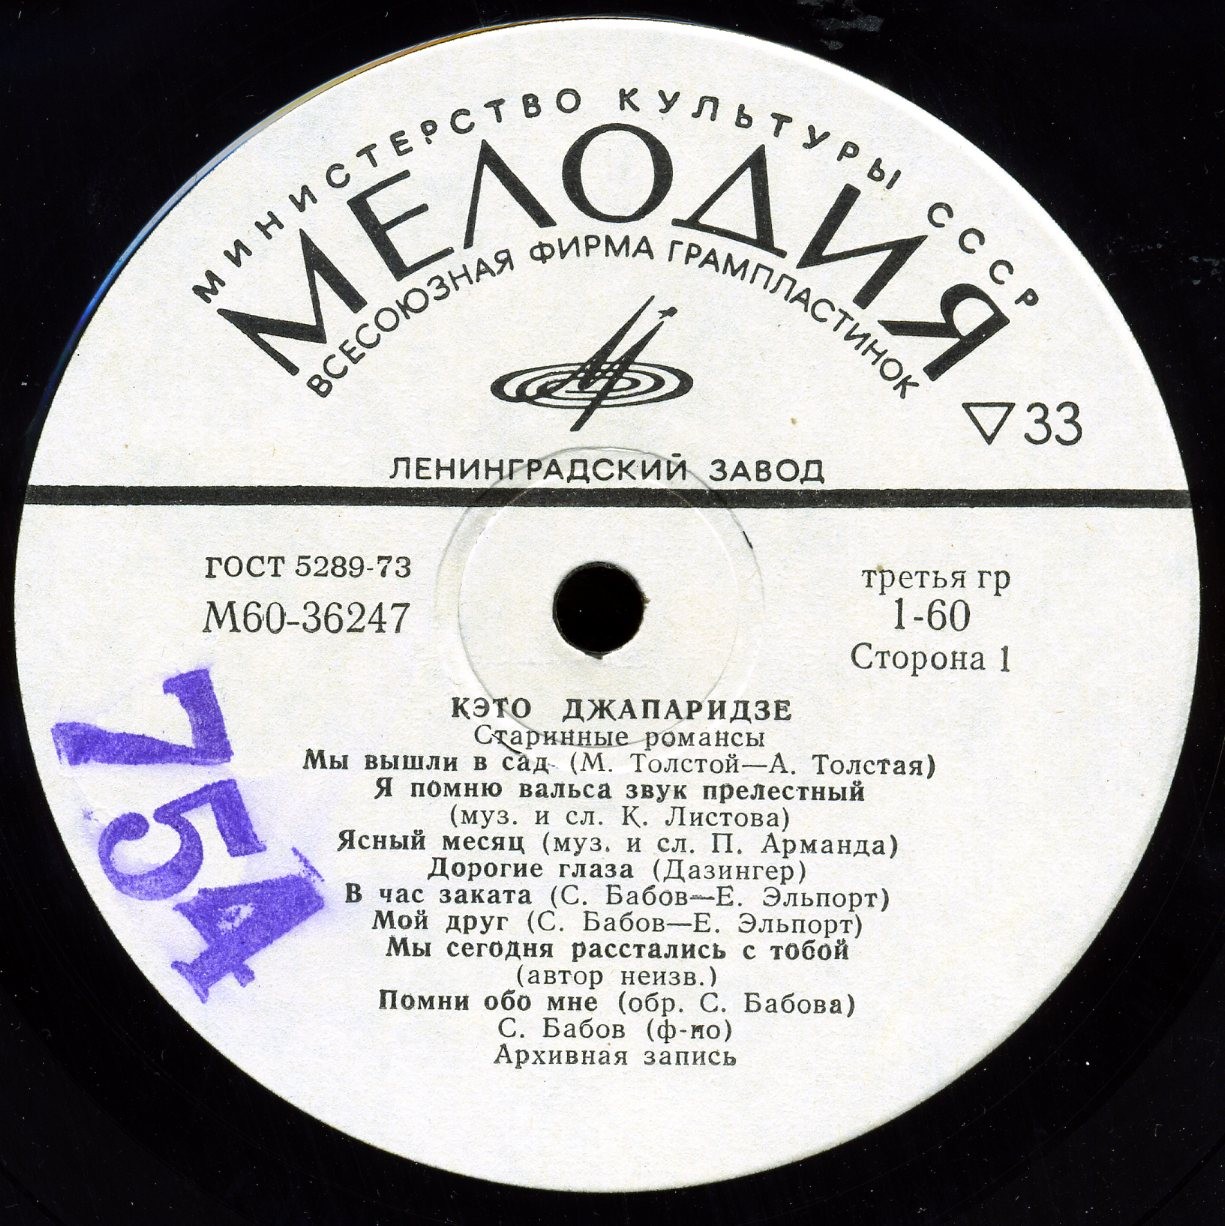 МИНИСТЕРСТВО КУЛЬТУРЫ СССР
МЕЛОДИЯ
ВСЕСОЮЗНАЯ ФИРМА ГРАМПЛАСТИНОК
▽33
ЛЕНИНГРАДСКИЙ ЗАВОД
ГОСТ 5289-73
М60-36247
третья гр
1-60
Сторона 1
КЭТО ДЖАПАРИДЗЕ
Старинные романсы
Мы вышли в сад (М. Толстой—А. Толстая)
Я помню вальса звук прелестный
(муз. и сл. К. Листова)
Ясный месяц (муз. и сл. П. Арманда)
Дорогие глаза (Дазингер)
В час заката (С. Бабов—Е. Эльпорт)
Мой друг (С. Бабов—Е. Эльпорт)
Мы сегодня расстались с тобой
(автор неизв.)
Помни обо мне (обр. С. Бабова)
С. Бабов (ф-но)
Архивная запись
754